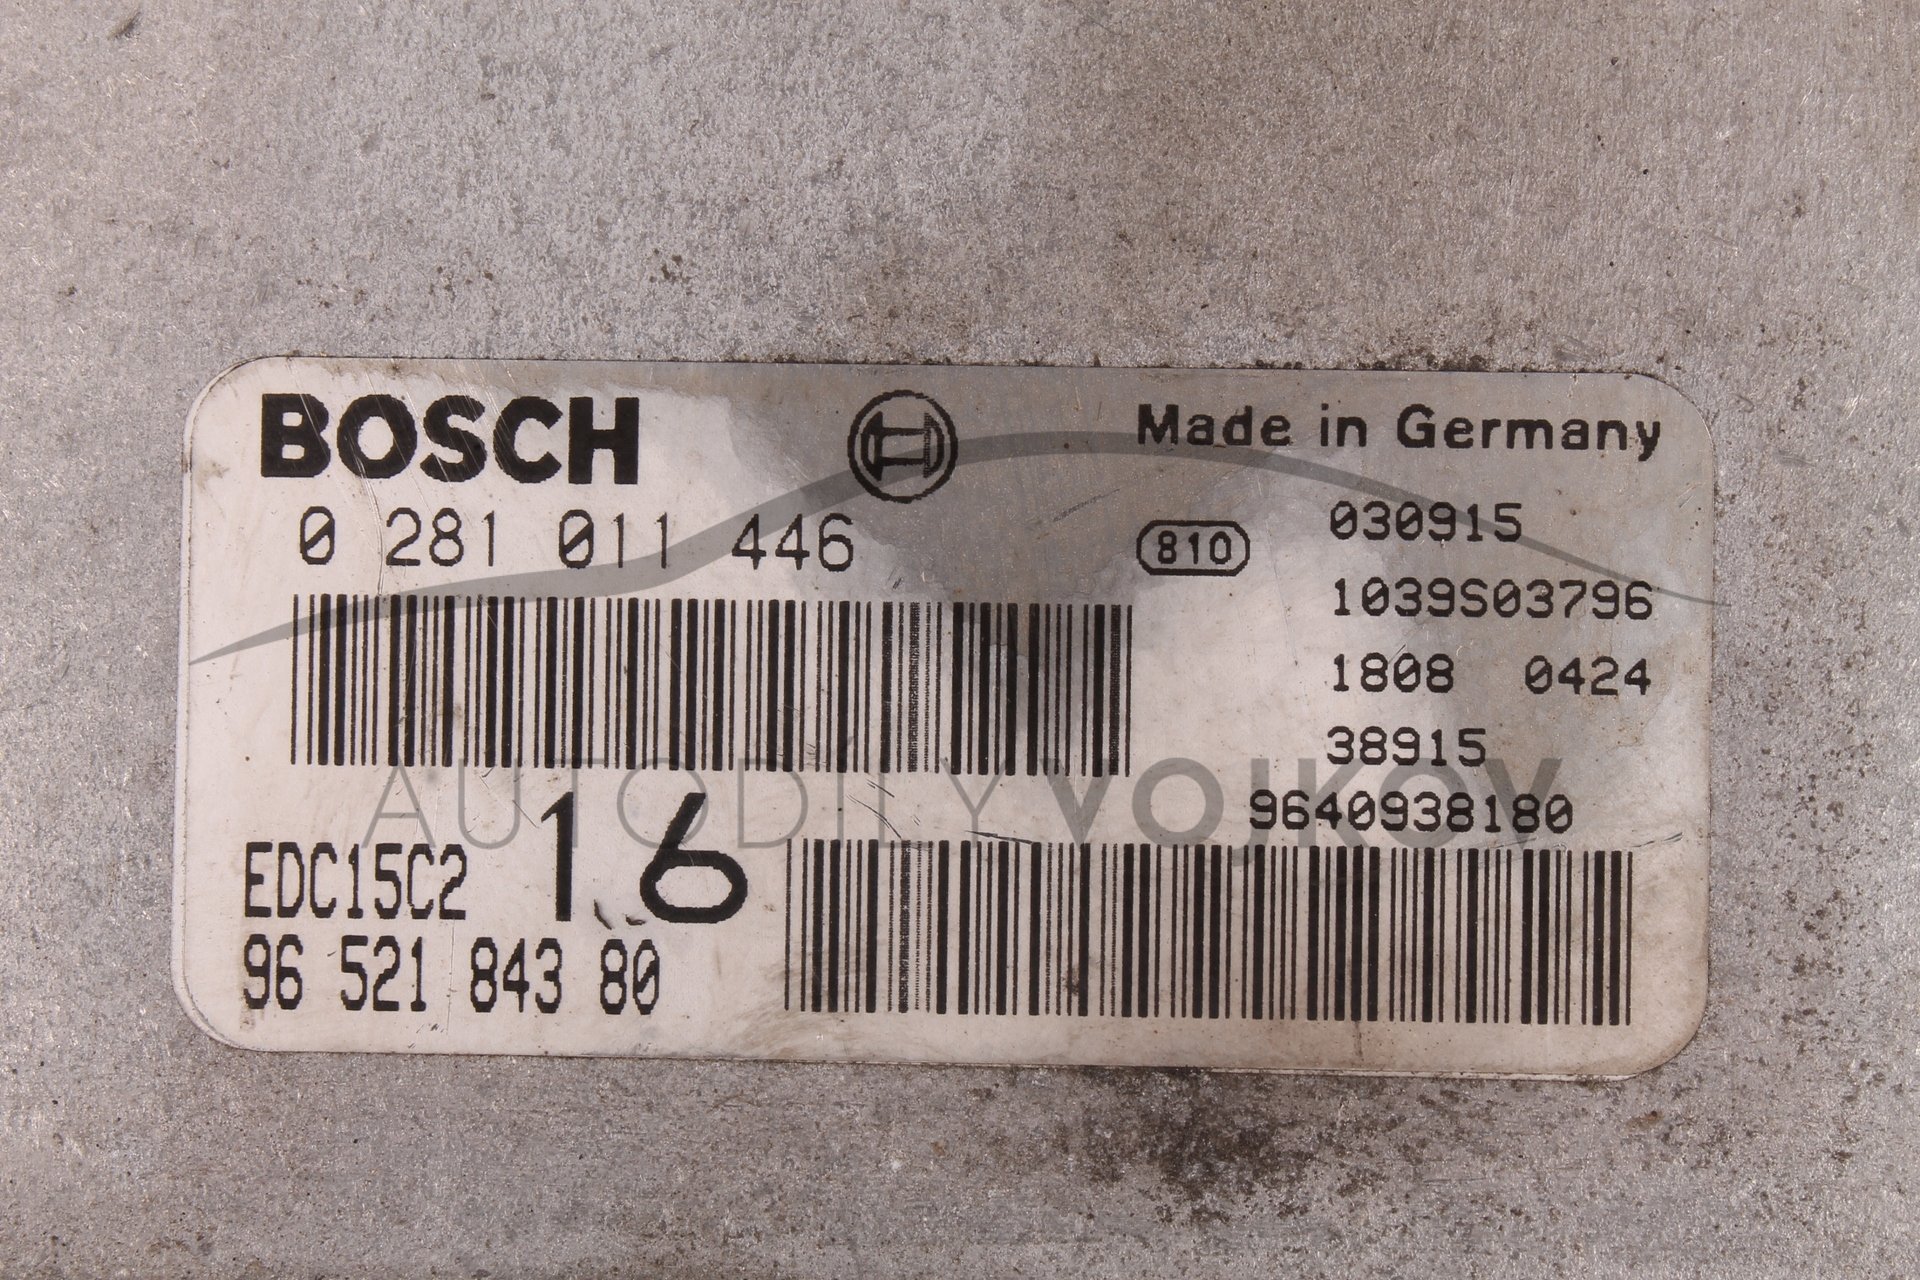 BOSCH
Made in Germany
0 281 011 446
810
030915
1039S03796
1808 0424
38915
AUTODÍLY VOJKOV
9640938180
16
EDC15C2
96 521 843 80